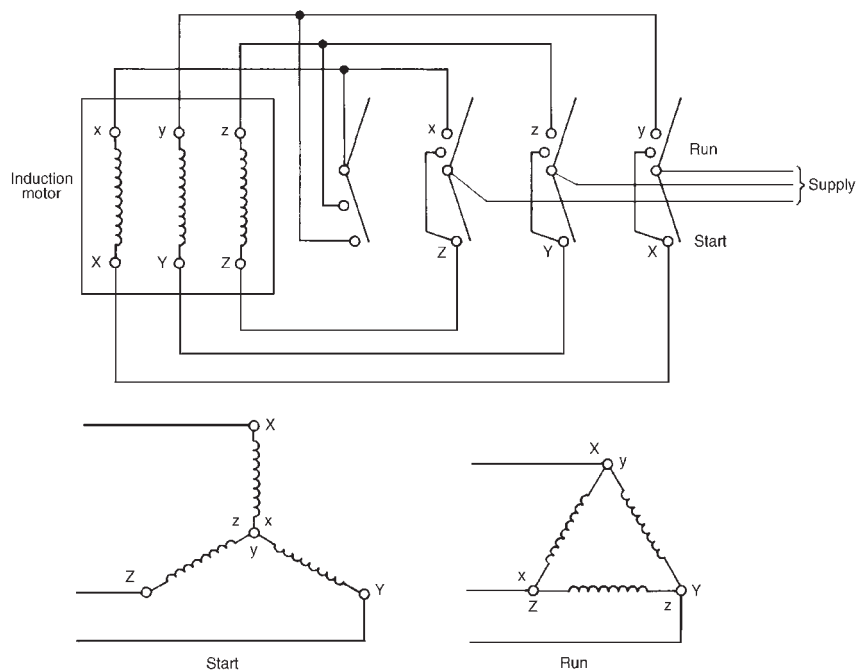 x y z x z y
Run
Induction
motor
Supply
X Y Z Z Y X
Start
X
z x
y
Z Y
Start
X y
x
Z z Y
Run